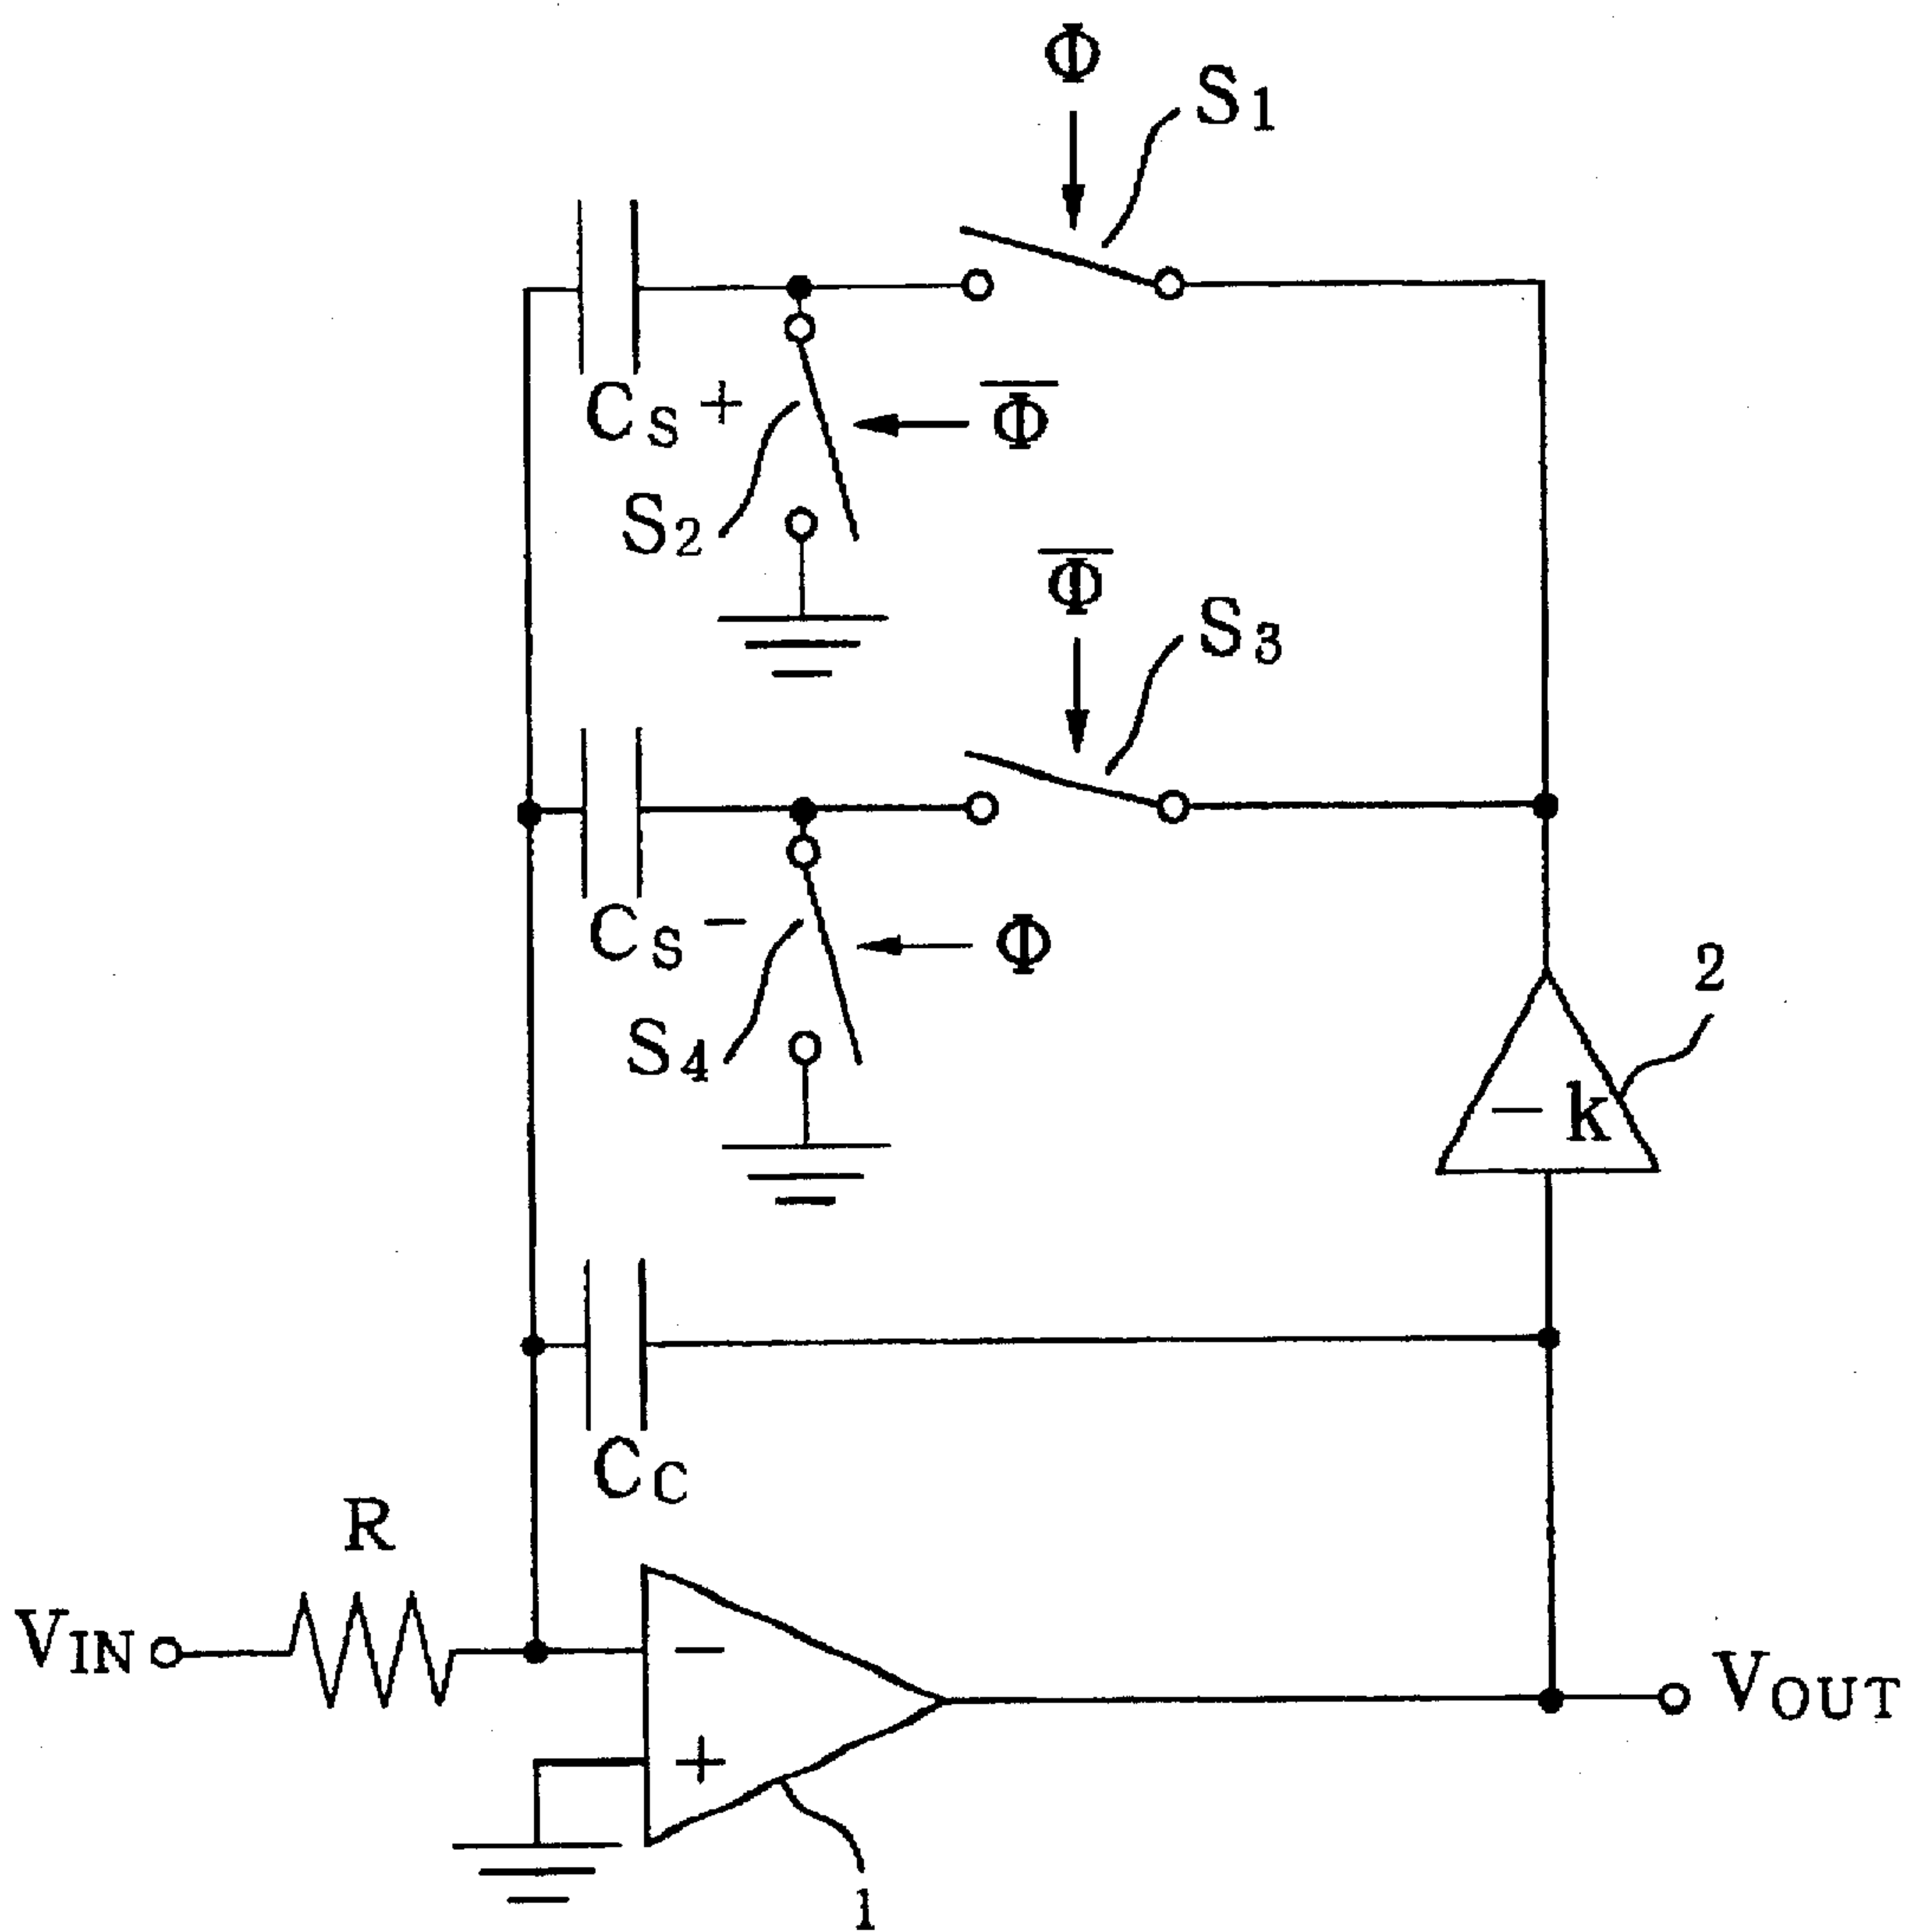 Φ
S1
CS+
Φ̅
S2
Φ̅
S3
CS-
Φ
S4
2
-k
CC
R
VIN
-
+
VOUT
1